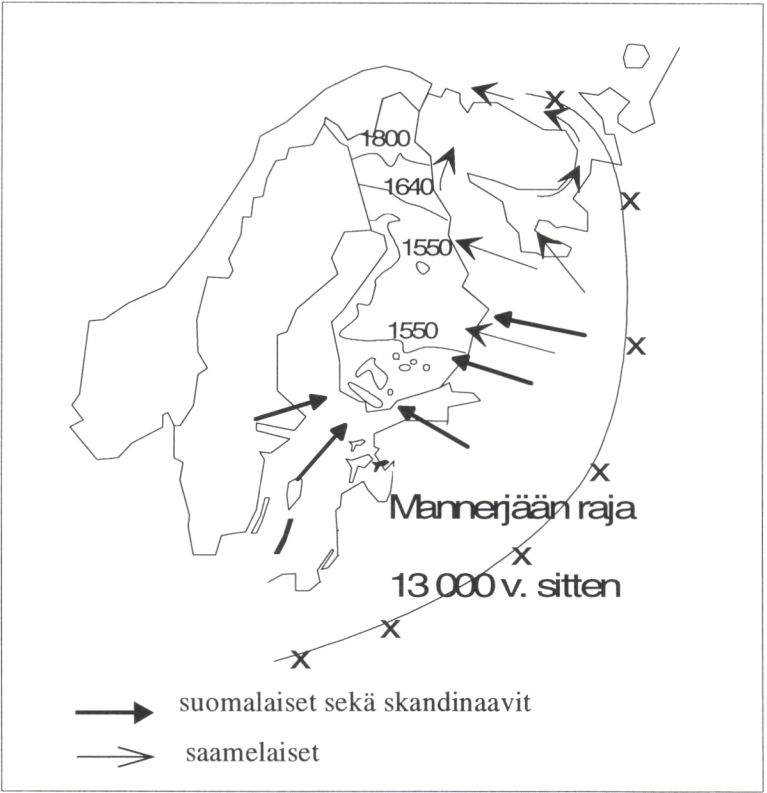 1800
1640
1550
1550
Mannerjään raja
13 000 v. sitten
suomalaiset sekä skandinaavit
saamelaiset